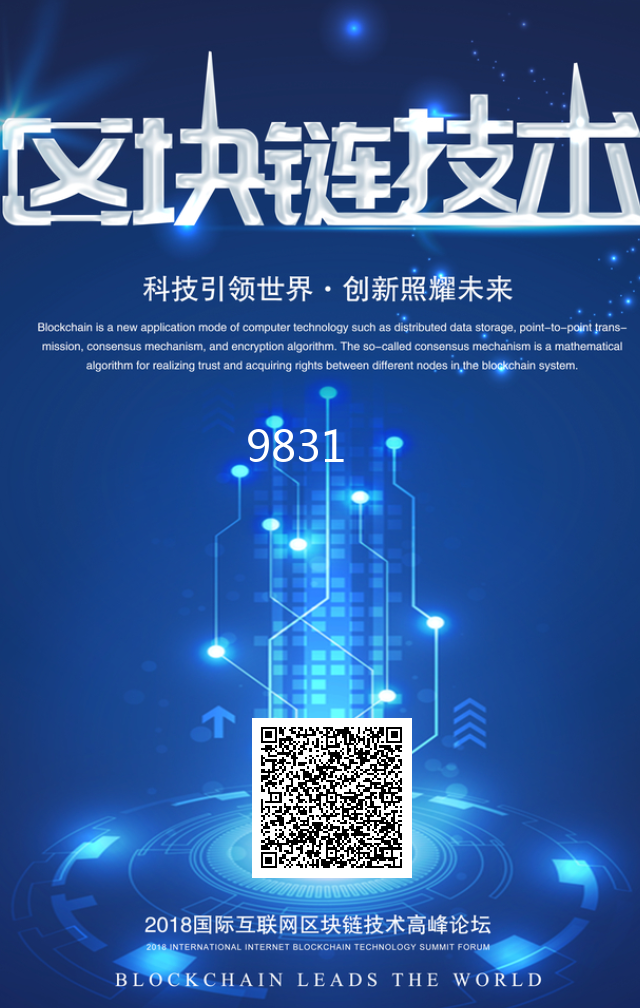 区块链技术
科技引领世界·创新照耀未来
Blockchain is a new application mode of computer technology such as distributed data storage, point-to-point trans-
mission, consensus mechanism, and encryption algorithm. The so-called consensus mechanism is a mathematical
algorithm for realizing trust and acquiring rights between different nodes in the blockchain system.
9831
2018国际互联网区块链技术高峰论坛
2018 INTERNATIONAL INTERNET BLOCKCHAIN TECHNOLOGY SUMMIT FORUM
BLOCKCHAIN LEADS THE WORLD